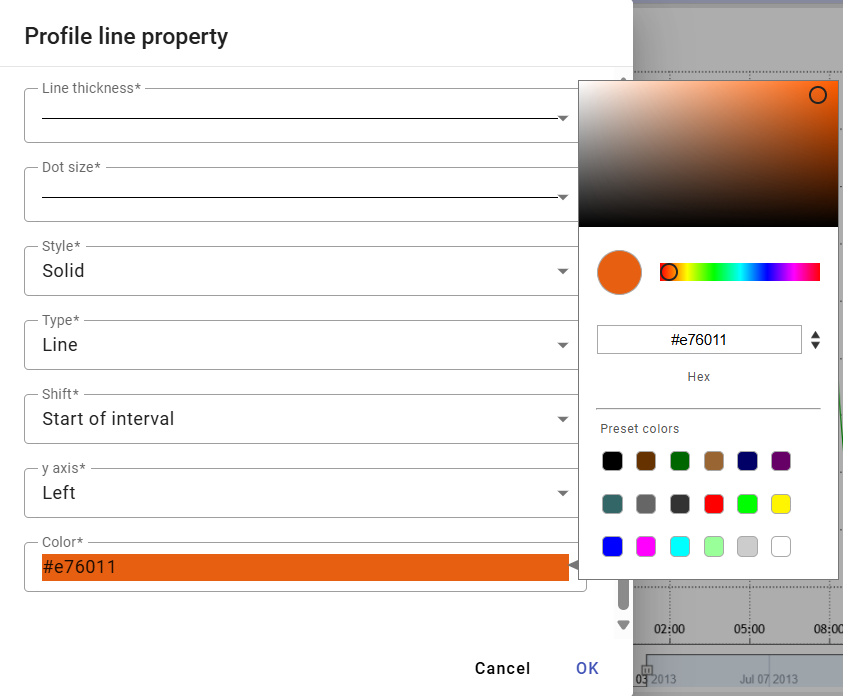 Profile line property
Line thickness*
Dot size*
Style*
Solid
Type*
Line
Shift*
Start of interval
y axis*
Left
Color*
#e76011
Cancel
OK
#e76011
Hex
Preset colors
02:00
05:00
08:00
03 2013
Jul 07 2013